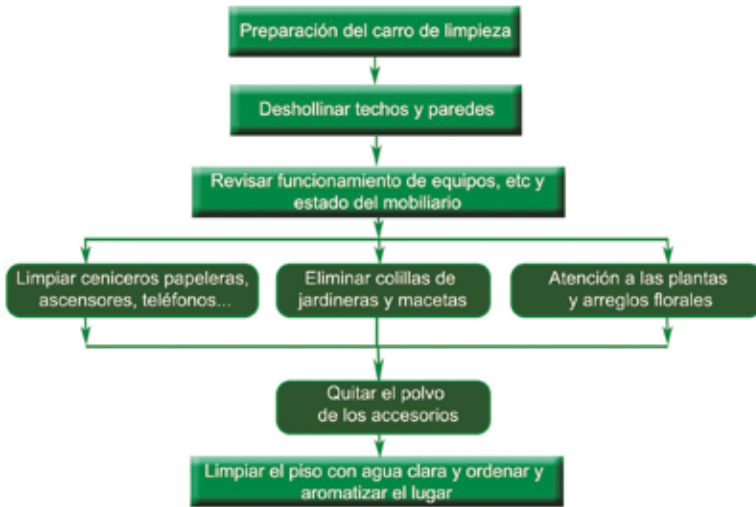 Preparación del carro de limpieza
Deshollinar techos y paredes
Revisar funcionamiento de equipos, etc y
estado del mobiliario
Limpiar ceniceros papeleras,
ascensores, teléfonos...
Eliminar colillas de
jardineras y macetas
Atención a las plantas
y arreglos florales
Quitar el polvo
de los accesorios
Limpiar el piso con agua clara y ordenar y
aromatizar el lugar